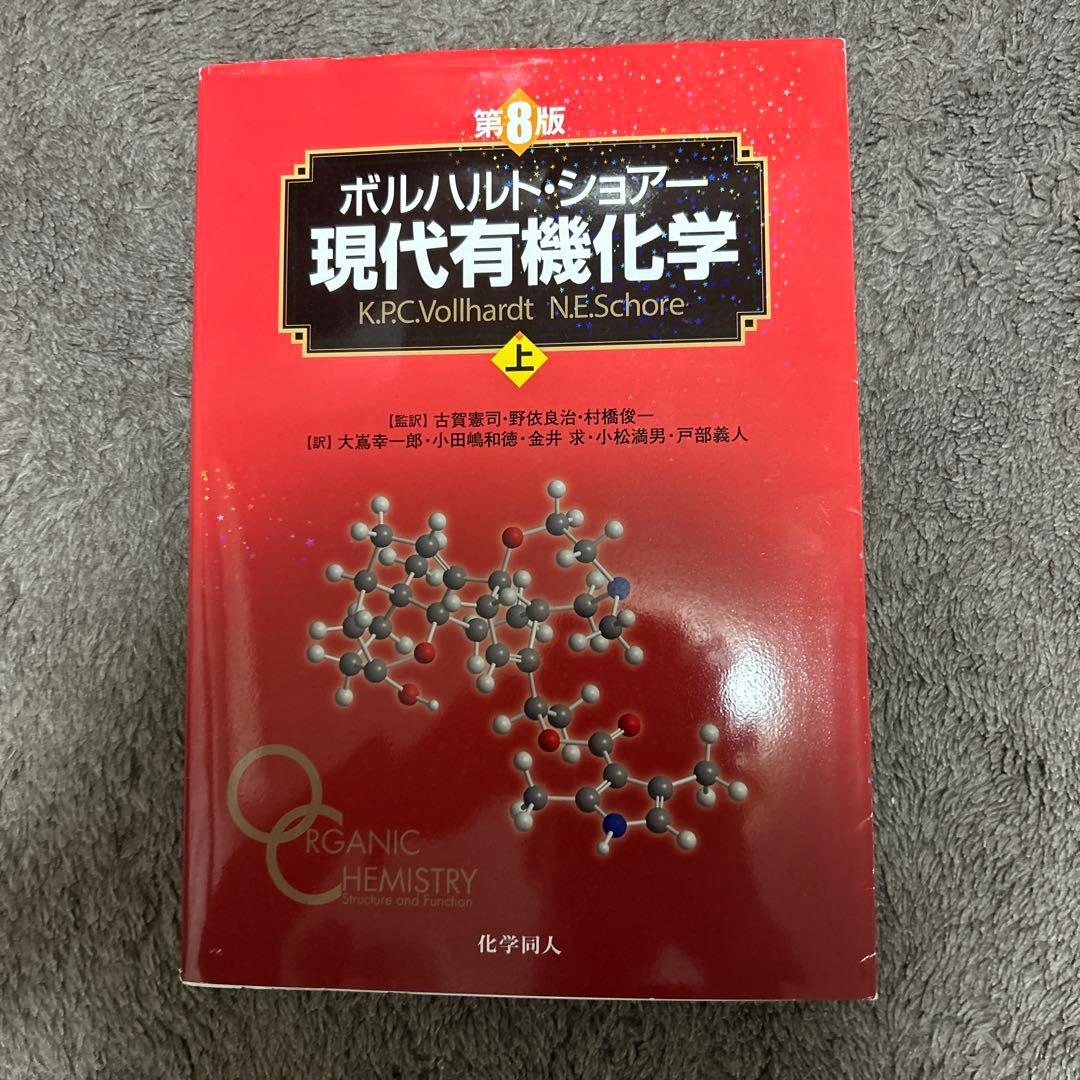 第8版
ボルハルト・ショアー
現代有機化学
K.P.C.Vollhardt N.E.Schore
上
【監訳】古賀憲司・野依良治・村橋俊一
【訳】大嶌幸一郎・小田嶋和徳・金井 求・小松満男・戸部義人
ORGANIC
CHEMISTRY
Structure and Function
化学同人